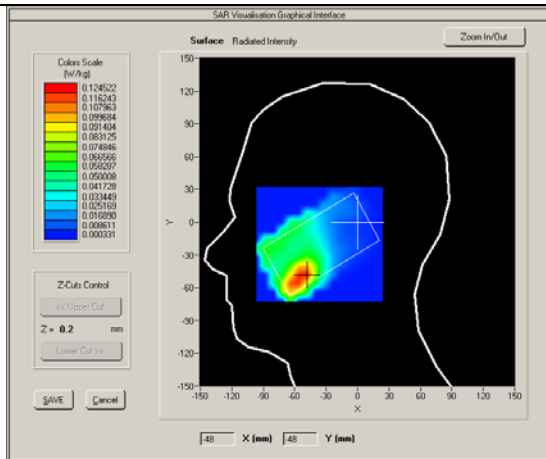 SAR Visualisation Graphical Interface
Surface Radiated Intensity
Zoom In/Out
Colors Scale
(W/kg)
0.124522
0.116243
0.107963
0.099684
0.091404
0.083125
0.074846
0.066566
0.058287
0.050008
0.041728
0.033449
0.025169
0.016890
0.008611
0.000331
Z-Cuts Control
<< Upper Cut
Z = 0.2 mm
Lower Cut >>
SAVE Cancel
150-
120-
90-
60-
30-
0-
-30-
-60-
-90-
-120-
-150-
Y
-150 -120 -90 -60 -30 0 30 60 90 120 150
X
-48 X (mm) -48 Y (mm)